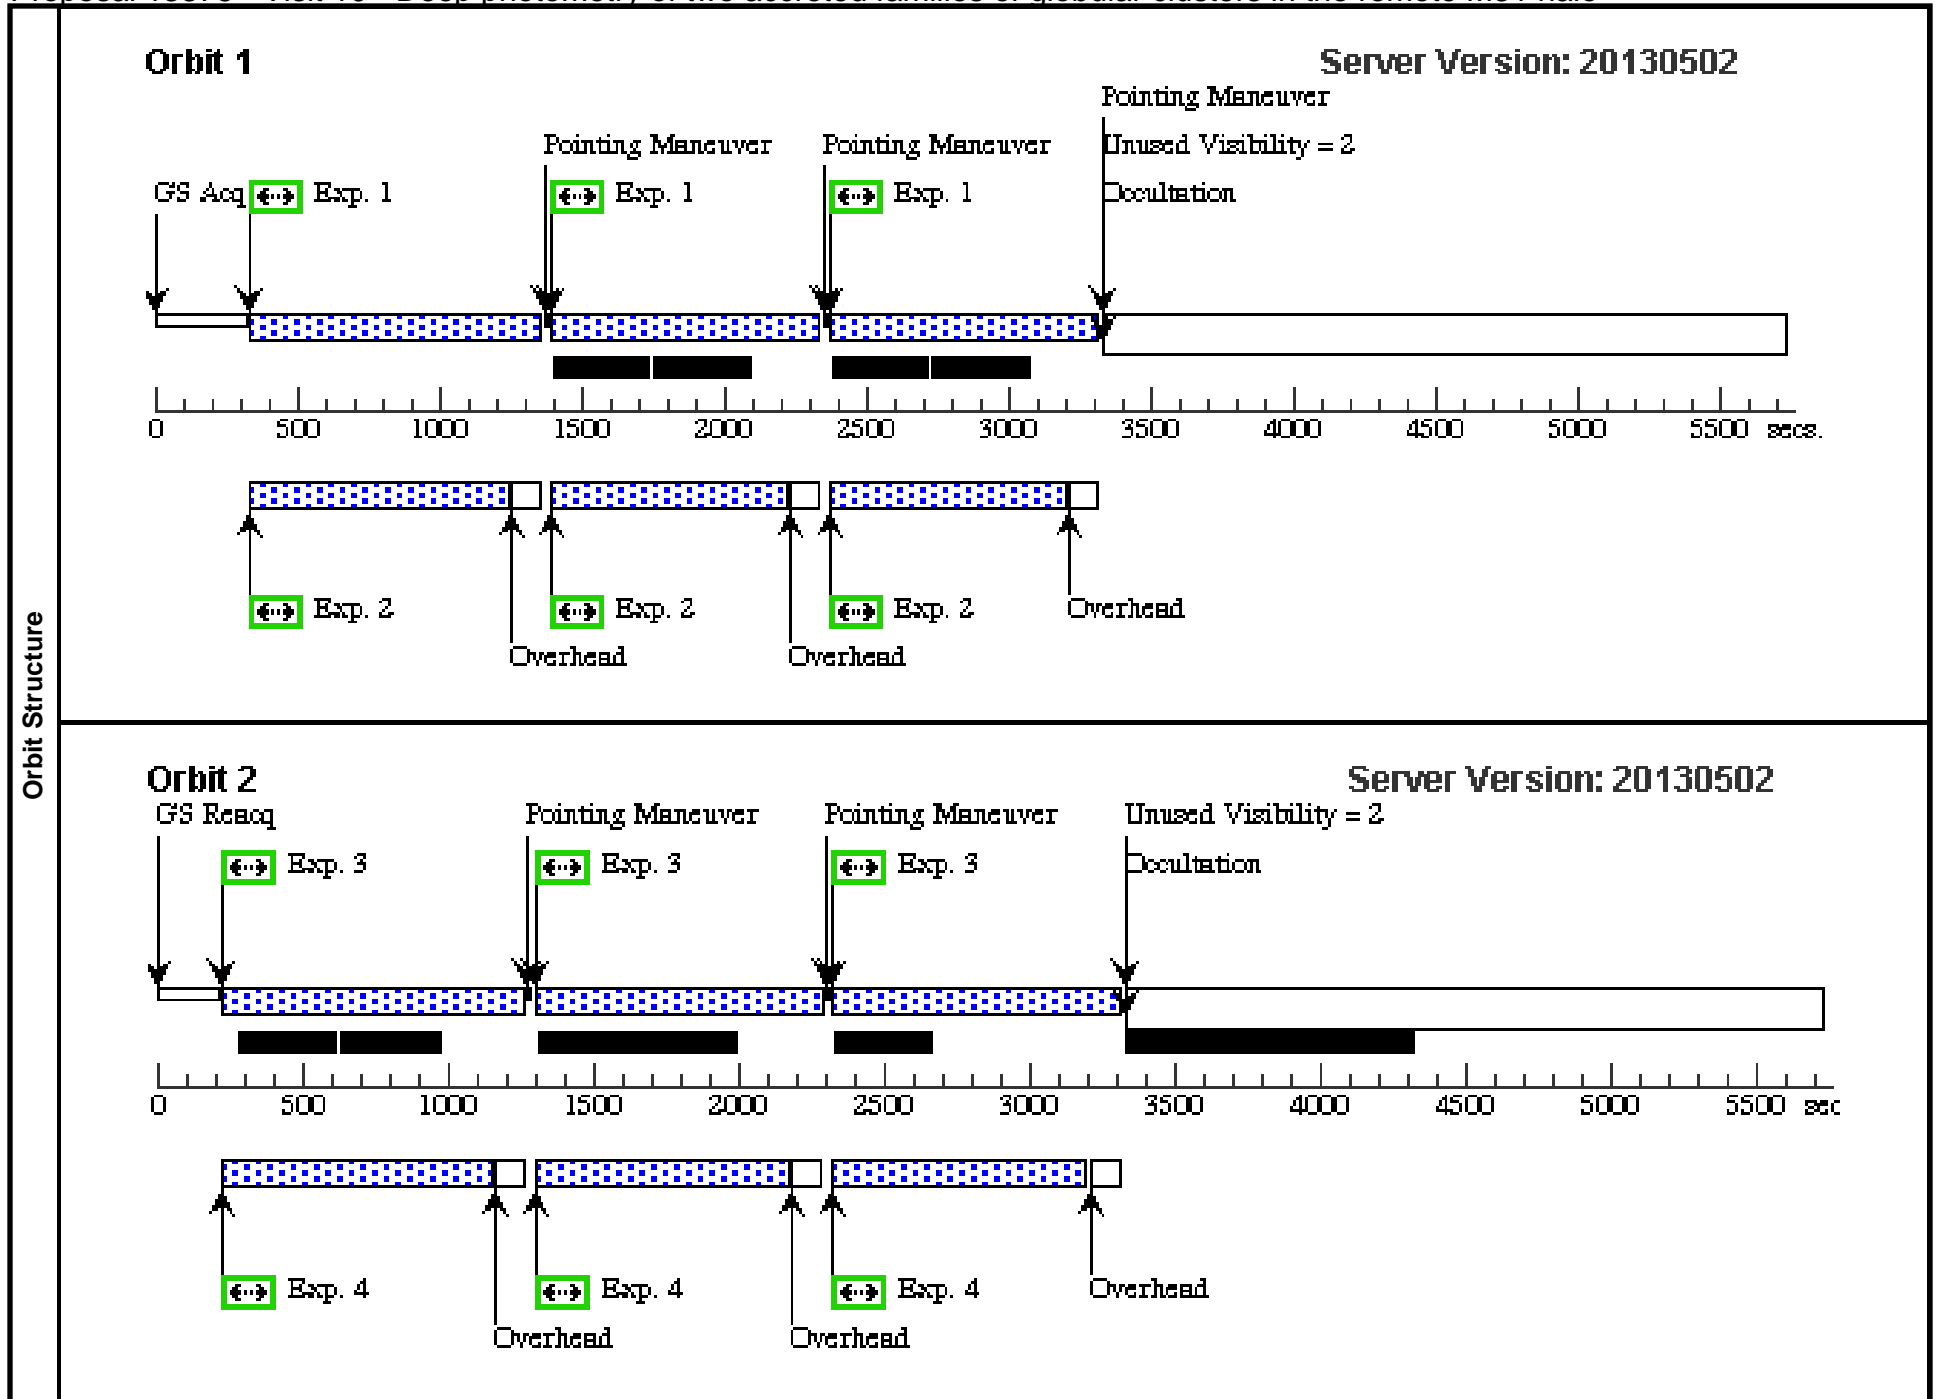 Orbit Structure
Orbit 1
Server Version: 20130502
Pointing Maneuver
Pointing Maneuver
Pointing Maneuver
Unused Visibility = 2
GS Acq
Exp. 1
Exp. 1
Exp. 1
Occultation
0 500 1000 1500 2000 2500 3000 3500 4000 4500 5000 5500 secs.
Exp. 2
Exp. 2
Exp. 2
Overhead
Overhead
Overhead
Orbit 2
Server Version: 20130502
GS Reacq
Pointing Maneuver
Pointing Maneuver
Unused Visibility = 2
Exp. 3
Exp. 3
Exp. 3
Occultation
0 500 1000 1500 2000 2500 3000 3500 4000 4500 5000 5500 sec
Exp. 4
Exp. 4
Exp. 4
Overhead
Overhead
Overhead